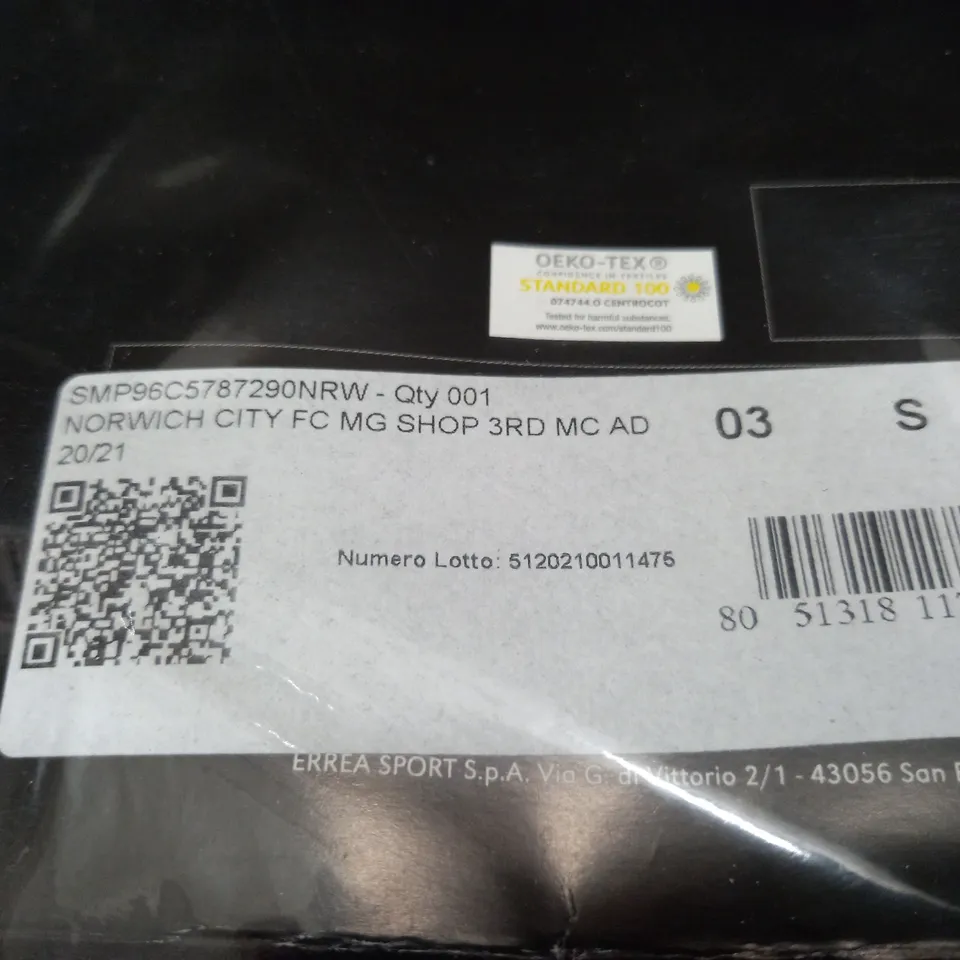 OEKO-TEX®
CONFIDENCE IN TEXTILES
STANDARD 100
074744.O CENTROCOT
Tested for harmful substances.
www.oeko-tex.com/standard100
SMP96C5787290NRW - Qty 001
NORWICH CITY FC MG SHOP 3RD MC AD
20/21
03 S
Numero Lotto: 5120210011475
80 51318 11
ERREA SPORT S.p.A. Via G. di Vittorio 2/1 - 43056 San